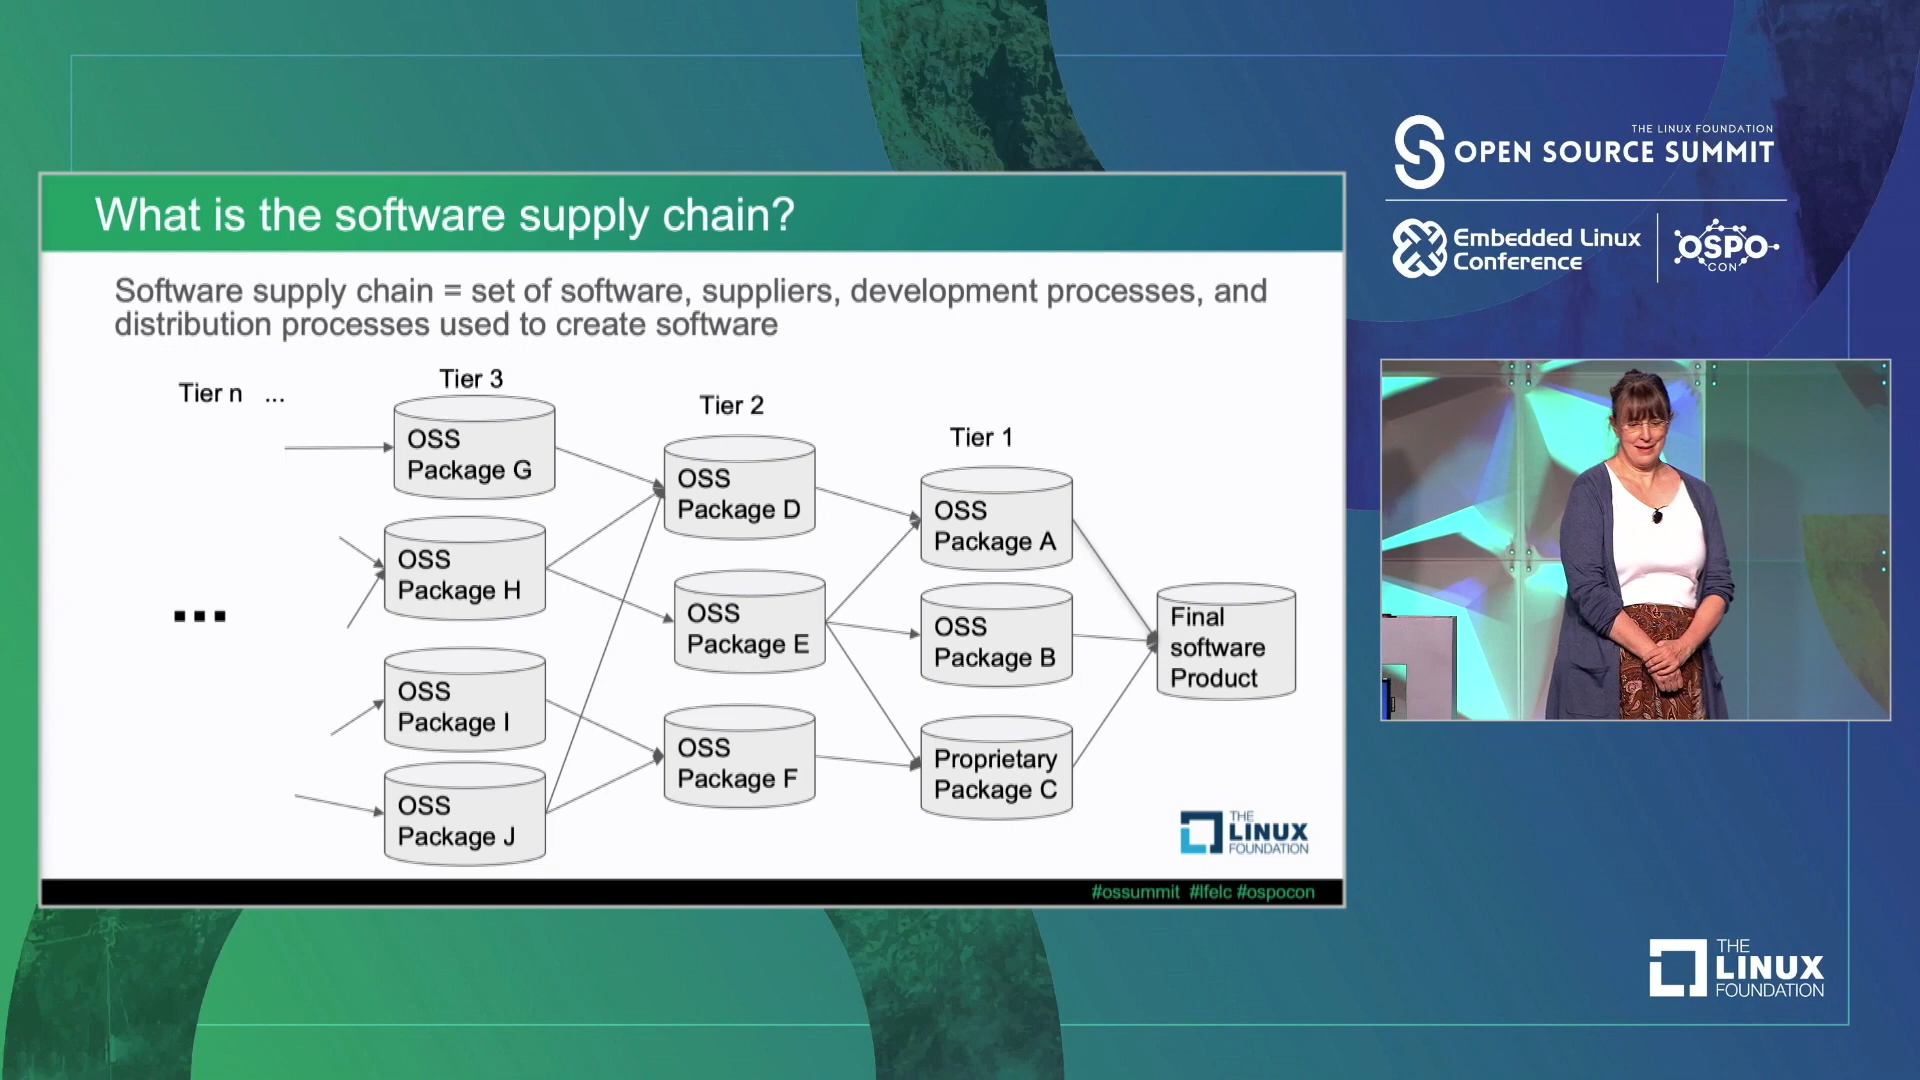 What is the software supply chain?
Software supply chain = set of software, suppliers, development processes, and
distribution processes used to create software
Tier n ...
Tier 3
Tier 2
Tier 1
OSS
Package G
OSS
Package H
OSS
Package I
OSS
Package J
OSS
Package D
OSS
Package E
OSS
Package F
OSS
Package A
OSS
Package B
Proprietary
Package C
Final
software
Product
...
THE
LINUX
FOUNDATION
#ossummit #lfelc #ospocon
THE LINUX FOUNDATION
OPEN SOURCE SUMMIT
Embedded Linux
Conference
OSPO
CON
THE
LINUX
FOUNDATION